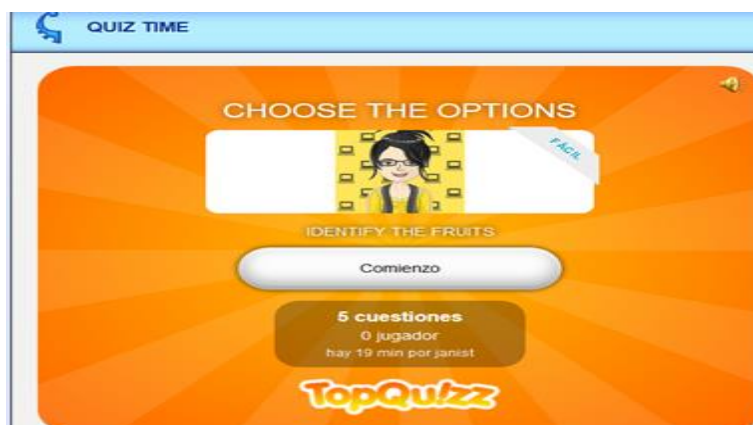 QUIZ TIME
CHOOSE THE OPTIONS
FÁCIL
IDENTIFY THE FRUITS
Comienzo
5 cuestiones
0 jugador
hay 19 min por janist
TopQuizz